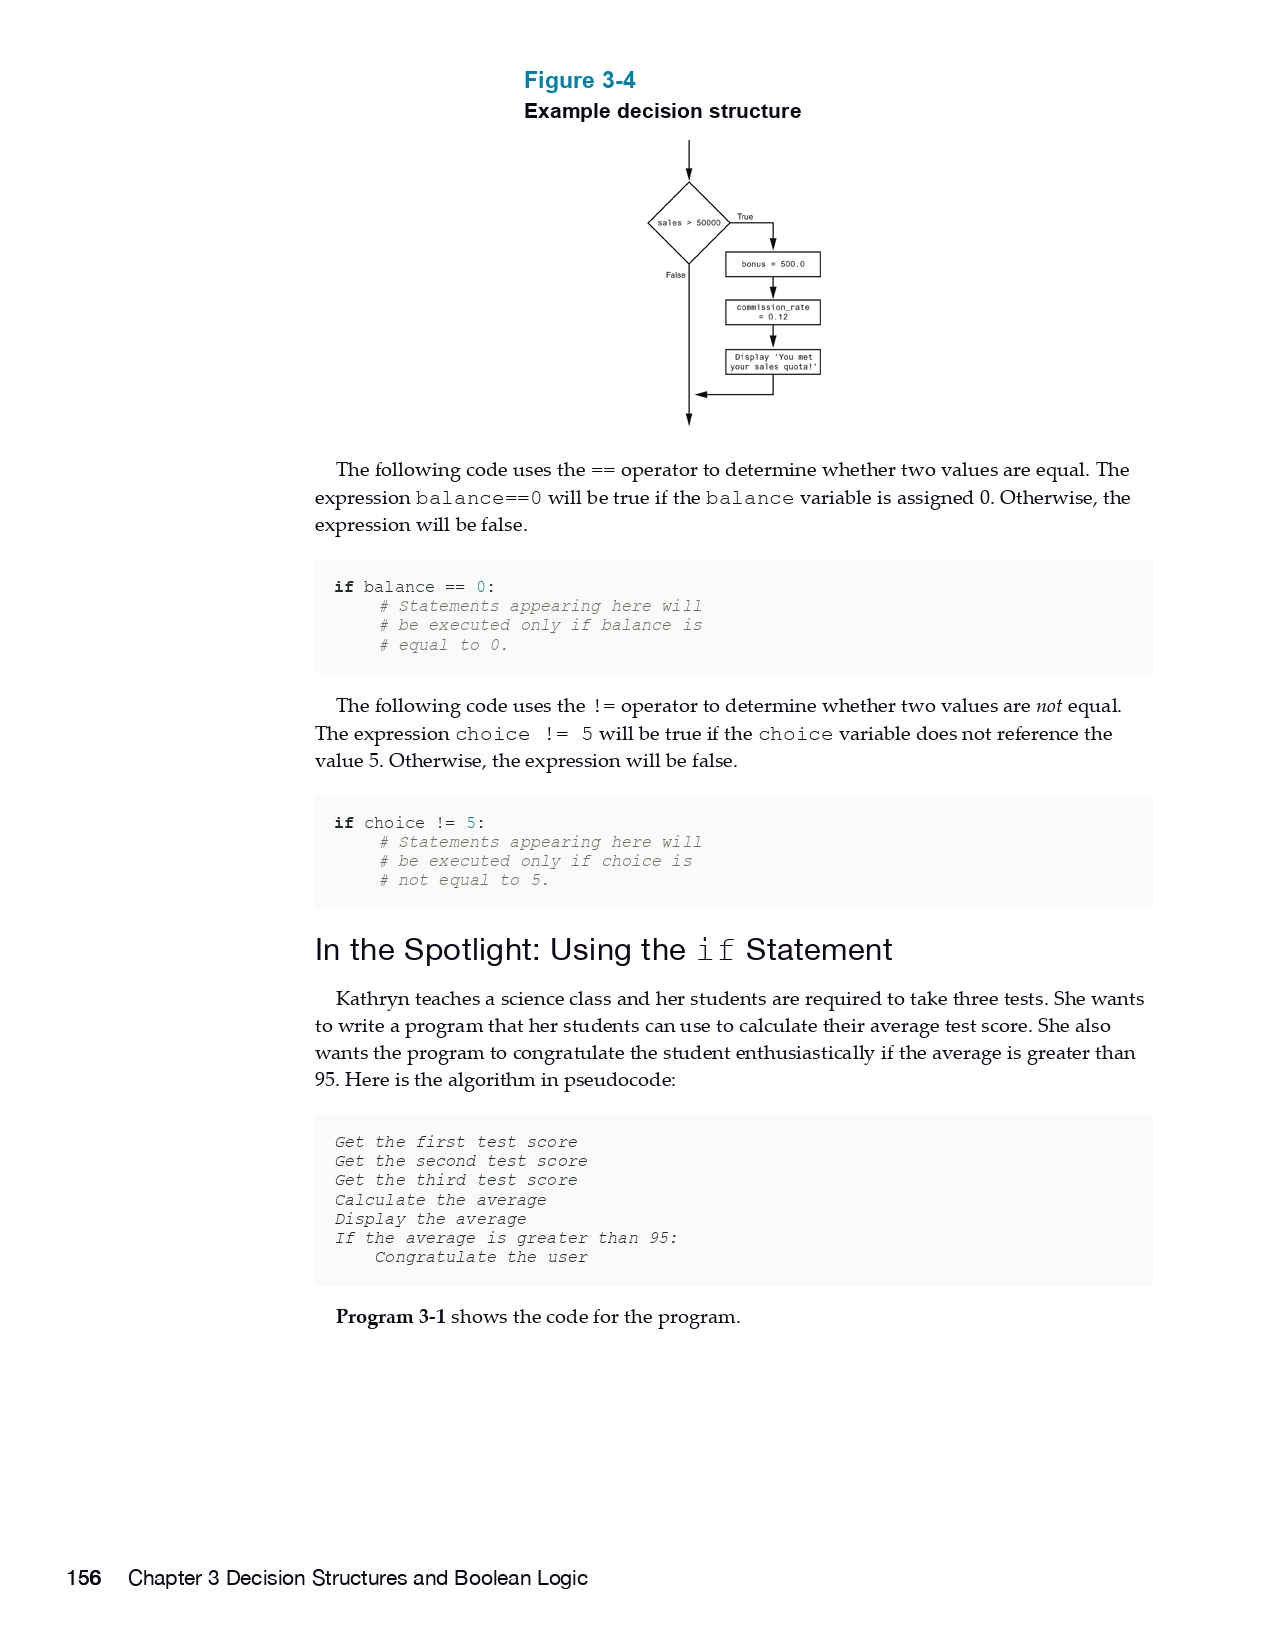 Figure 3-4
Example decision structure
sales > 50000
True
False
bonus = 500.0
commission_rate
= 0.12
Display 'You met
your sales quota!'
The following code uses the == operator to determine whether two values are equal. The
expression balance==0 will be true if the balance variable is assigned 0. Otherwise, the
expression will be false.
if balance == 0:
# Statements appearing here will
# be executed only if balance is
# equal to 0.
The following code uses the != operator to determine whether two values are not equal.
The expression choice != 5 will be true if the choice variable does not reference the
value 5. Otherwise, the expression will be false.
if choice != 5:
# Statements appearing here will
# be executed only if choice is
# not equal to 5.
In the Spotlight: Using the if Statement
Kathryn teaches a science class and her students are required to take three tests. She wants
to write a program that her students can use to calculate their average test score. She also
wants the program to congratulate the student enthusiastically if the average is greater than
95. Here is the algorithm in pseudocode:
Get the first test score
Get the second test score
Get the third test score
Calculate the average
Display the average
If the average is greater than 95:
Congratulate the user
Program 3-1 shows the code for the program.
156 Chapter 3 Decision Structures and Boolean Logic